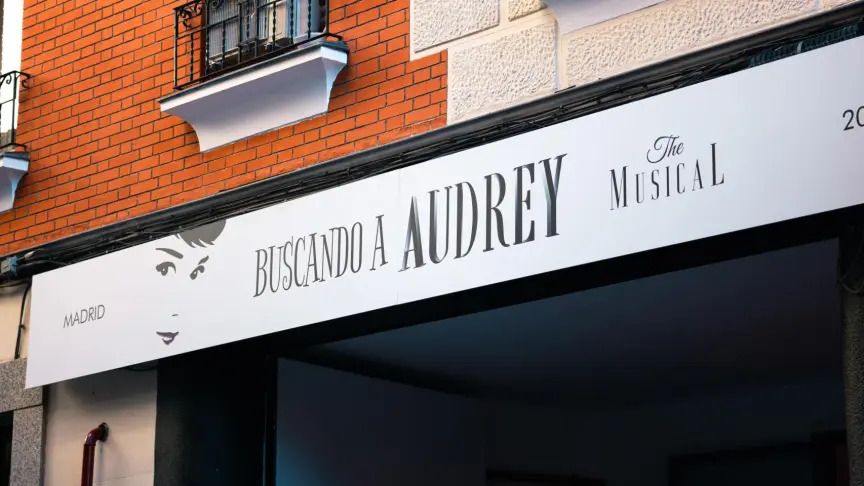 MADRID
BUSCANDO A AUDREY
The
MUSICAL